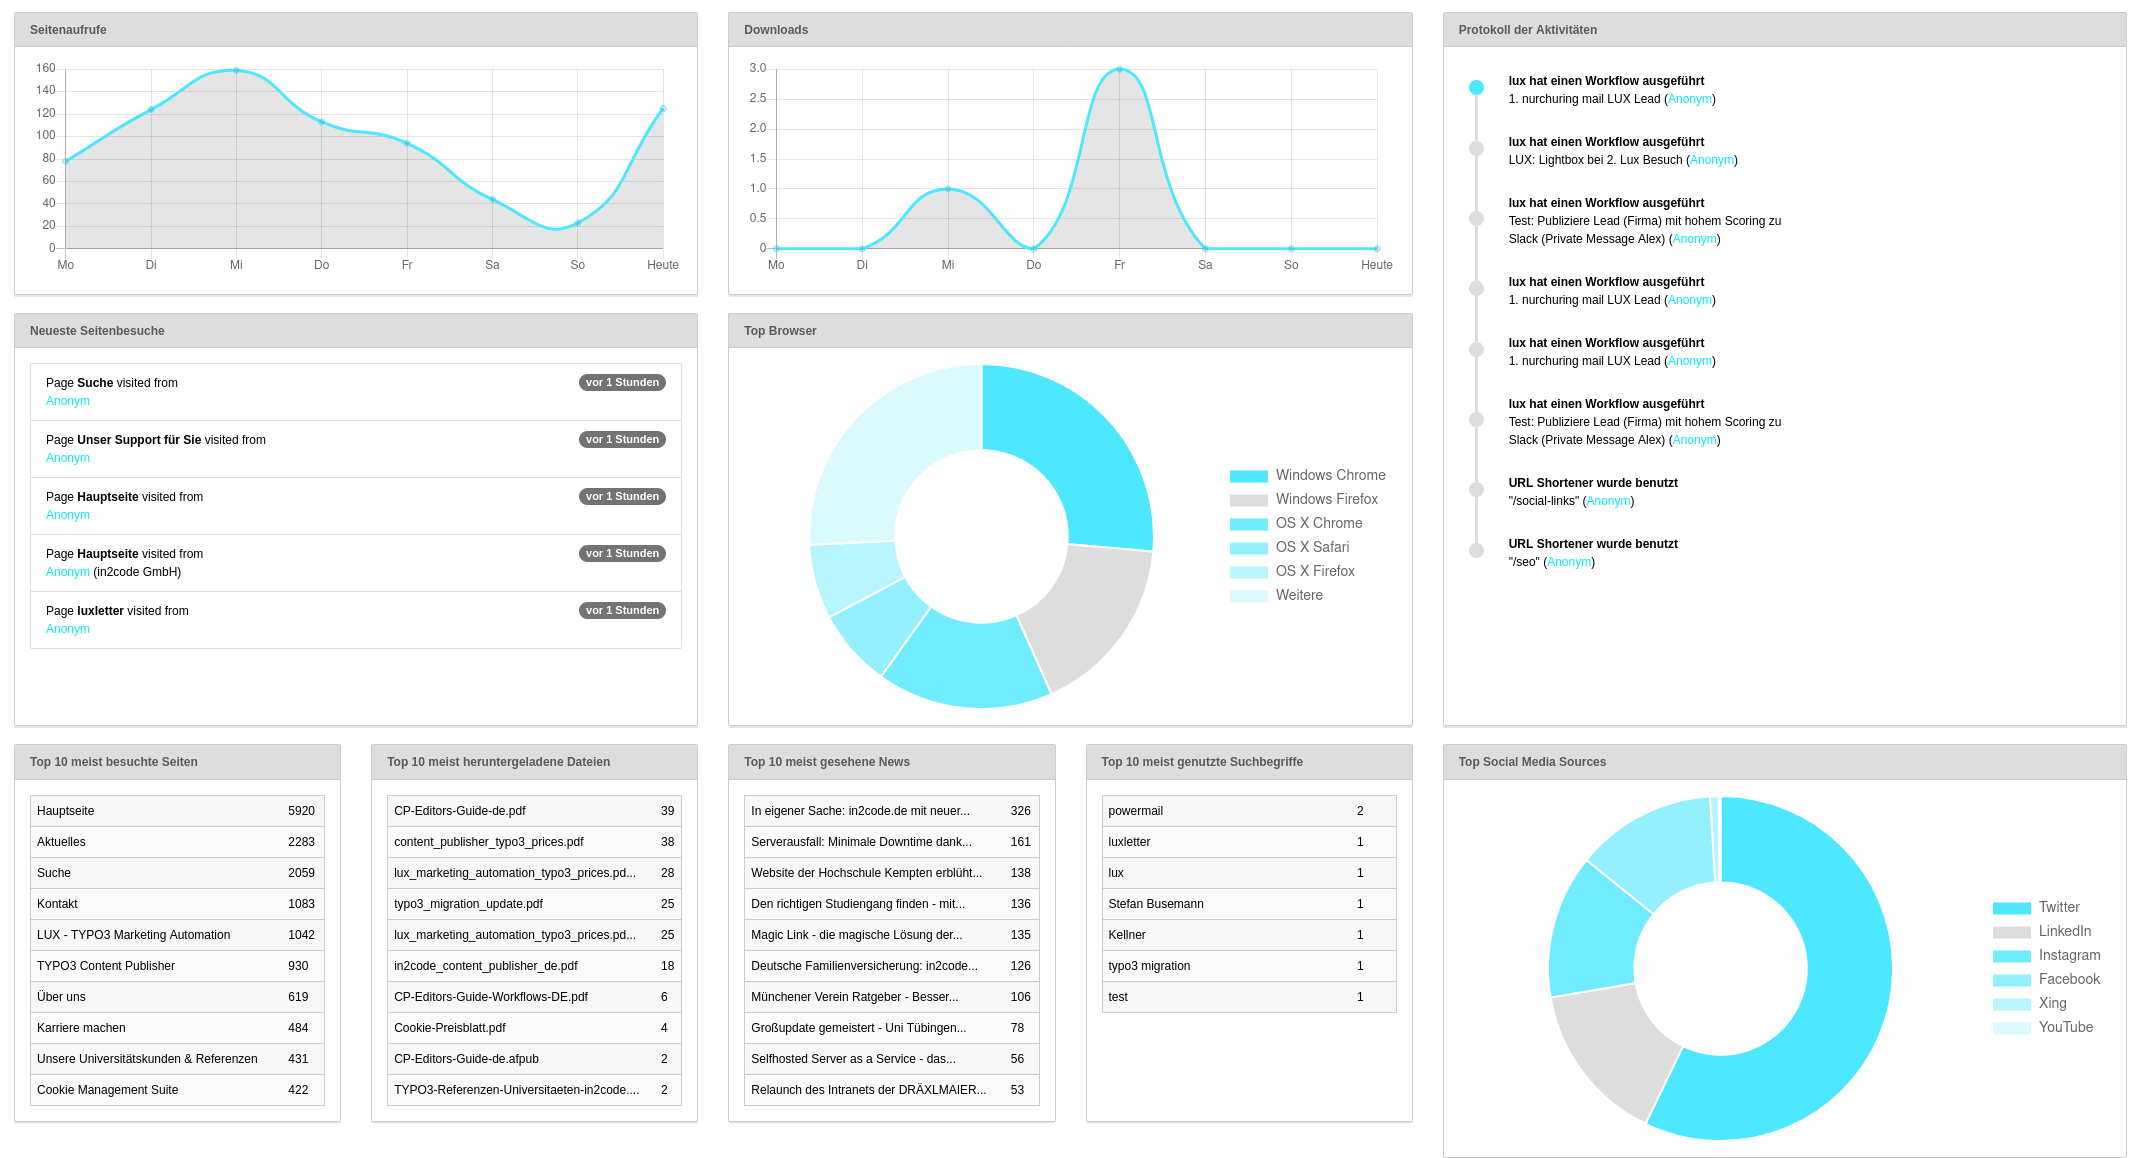 Seitenaufrufe
160
140
120
100
80
60
40
20
0
Mo Di Mi Do Fr Sa So Heute
Downloads
3.0
2.5
2.0
1.5
1.0
0.5
0
Mo Di Mi Do Fr Sa So Heute
Protokoll der Aktivitäten
lux hat einen Workflow ausgeführt
1. nurchuring mail LUX Lead (Anonym)
lux hat einen Workflow ausgeführt
LUX: Lightbox bei 2. Lux Besuch (Anonym)
lux hat einen Workflow ausgeführt
Test: Publiziere Lead (Firma) mit hohem Scoring zu
Slack (Private Message Alex) (Anonym)
lux hat einen Workflow ausgeführt
1. nurchuring mail LUX Lead (Anonym)
lux hat einen Workflow ausgeführt
1. nurchuring mail LUX Lead (Anonym)
lux hat einen Workflow ausgeführt
Test: Publiziere Lead (Firma) mit hohem Scoring zu
Slack (Private Message Alex) (Anonym)
URL Shortener wurde benutzt
"/social-links" (Anonym)
URL Shortener wurde benutzt
"/seo" (Anonym)
Neueste Seitenbesuche
Page Suche visited from vor 1 Stunden
Anonym
Page Unser Support für Sie visited from vor 1 Stunden
Anonym
Page Hauptseite visited from vor 1 Stunden
Anonym
Page Hauptseite visited from vor 1 Stunden
Anonym (in2code GmbH)
Page luxletter visited from vor 1 Stunden
Anonym
Top Browser
Windows Chrome
Windows Firefox
OS X Chrome
OS X Safari
OS X Firefox
Weitere
Top 10 meist besuchte Seiten
Hauptseite 5920
Aktuelles 2283
Suche 2059
Kontakt 1083
LUX - TYPO3 Marketing Automation 1042
TYPO3 Content Publisher 930
Über uns 619
Karriere machen 484
Unsere Universitätskunden & Referenzen 431
Cookie Management Suite 422
Top 10 meist heruntergeladene Dateien
CP-Editors-Guide-de.pdf 39
content_publisher_typo3_prices.pdf 38
lux_marketing_automation_typo3_prices.pd... 28
typo3_migration_update.pdf 25
lux_marketing_automation_typo3_prices.pd... 25
in2code_content_publisher_de.pdf 18
CP-Editors-Guide-Workflows-DE.pdf 6
Cookie-Preisblatt.pdf 4
CP-Editors-Guide-de.afpub 2
TYPO3-Referenzen-Universitaeten-in2code.... 2
Top 10 meist gesehene News
In eigener Sache: in2code.de mit neuer... 326
Serverausfall: Minimale Downtime dank... 161
Website der Hochschule Kempten erblüht... 138
Den richtigen Studiengang finden - mit... 136
Magic Link - die magische Lösung der... 135
Deutsche Familienversicherung: in2code... 126
Münchener Verein Ratgeber - Besser... 106
Großupdate gemeistert - Uni Tübingen... 78
Selfhosted Server as a Service - das... 56
Relaunch des Intranets der DRÄXLMAIER... 53
Top 10 meist genutzte Suchbegriffe
powermail 2
luxletter 1
lux 1
Stefan Busemann 1
Kellner 1
typo3 migration 1
test 1
Top Social Media Sources
Twitter
LinkedIn
Instagram
Facebook
Xing
YouTube